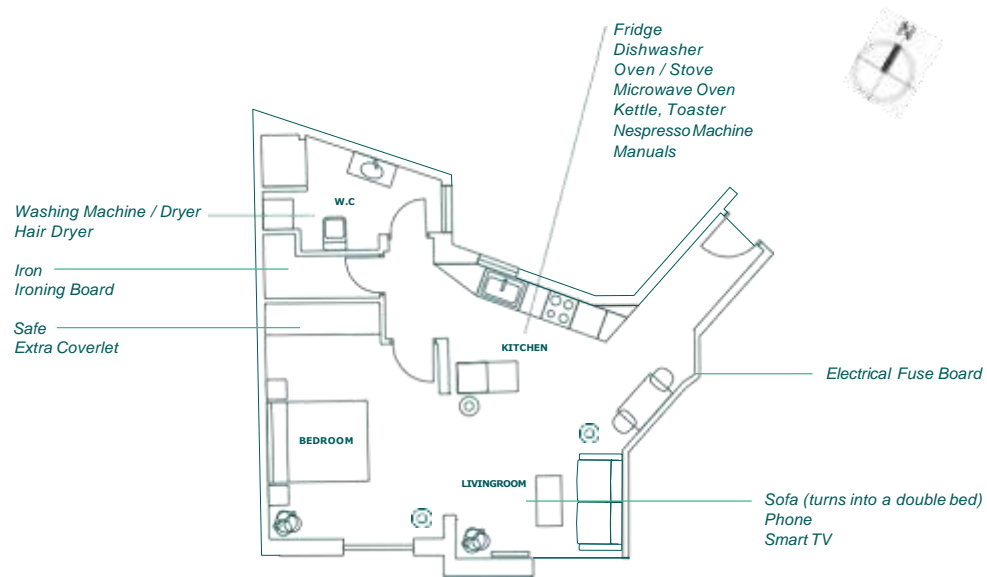 N
Fridge
Dishwasher
Oven / Stove
Microwave Oven
Kettle, Toaster
Nespresso Machine
Manuals
W.C
Washing Machine / Dryer
Hair Dryer
Iron
Ironing Board
Safe
Extra Coverlet
KITCHEN
Electrical Fuse Board
BEDROOM
LIVINGROOM
Sofa (turns into a double bed)
Phone
Smart TV